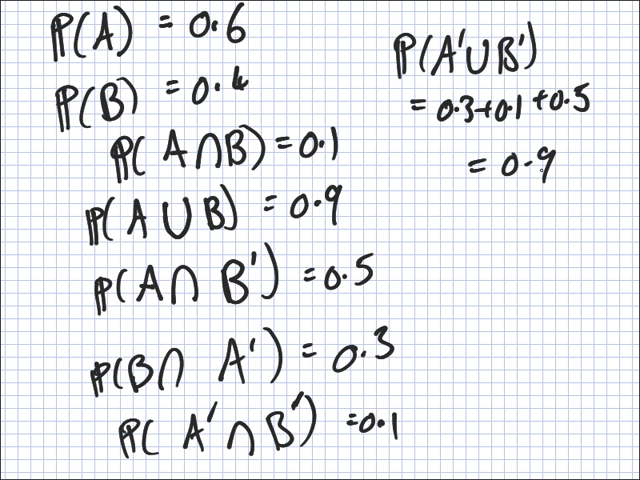 P(A) = 0.6
P(B) = 0.4
P(A∩B) = 0.1
P(A∪B) = 0.9
P(A∩B') = 0.5
P(B∩A') = 0.3
P(A'∩B') = 0.1
P(A'∪B')
= 0.3+0.1+0.5
= 0.9